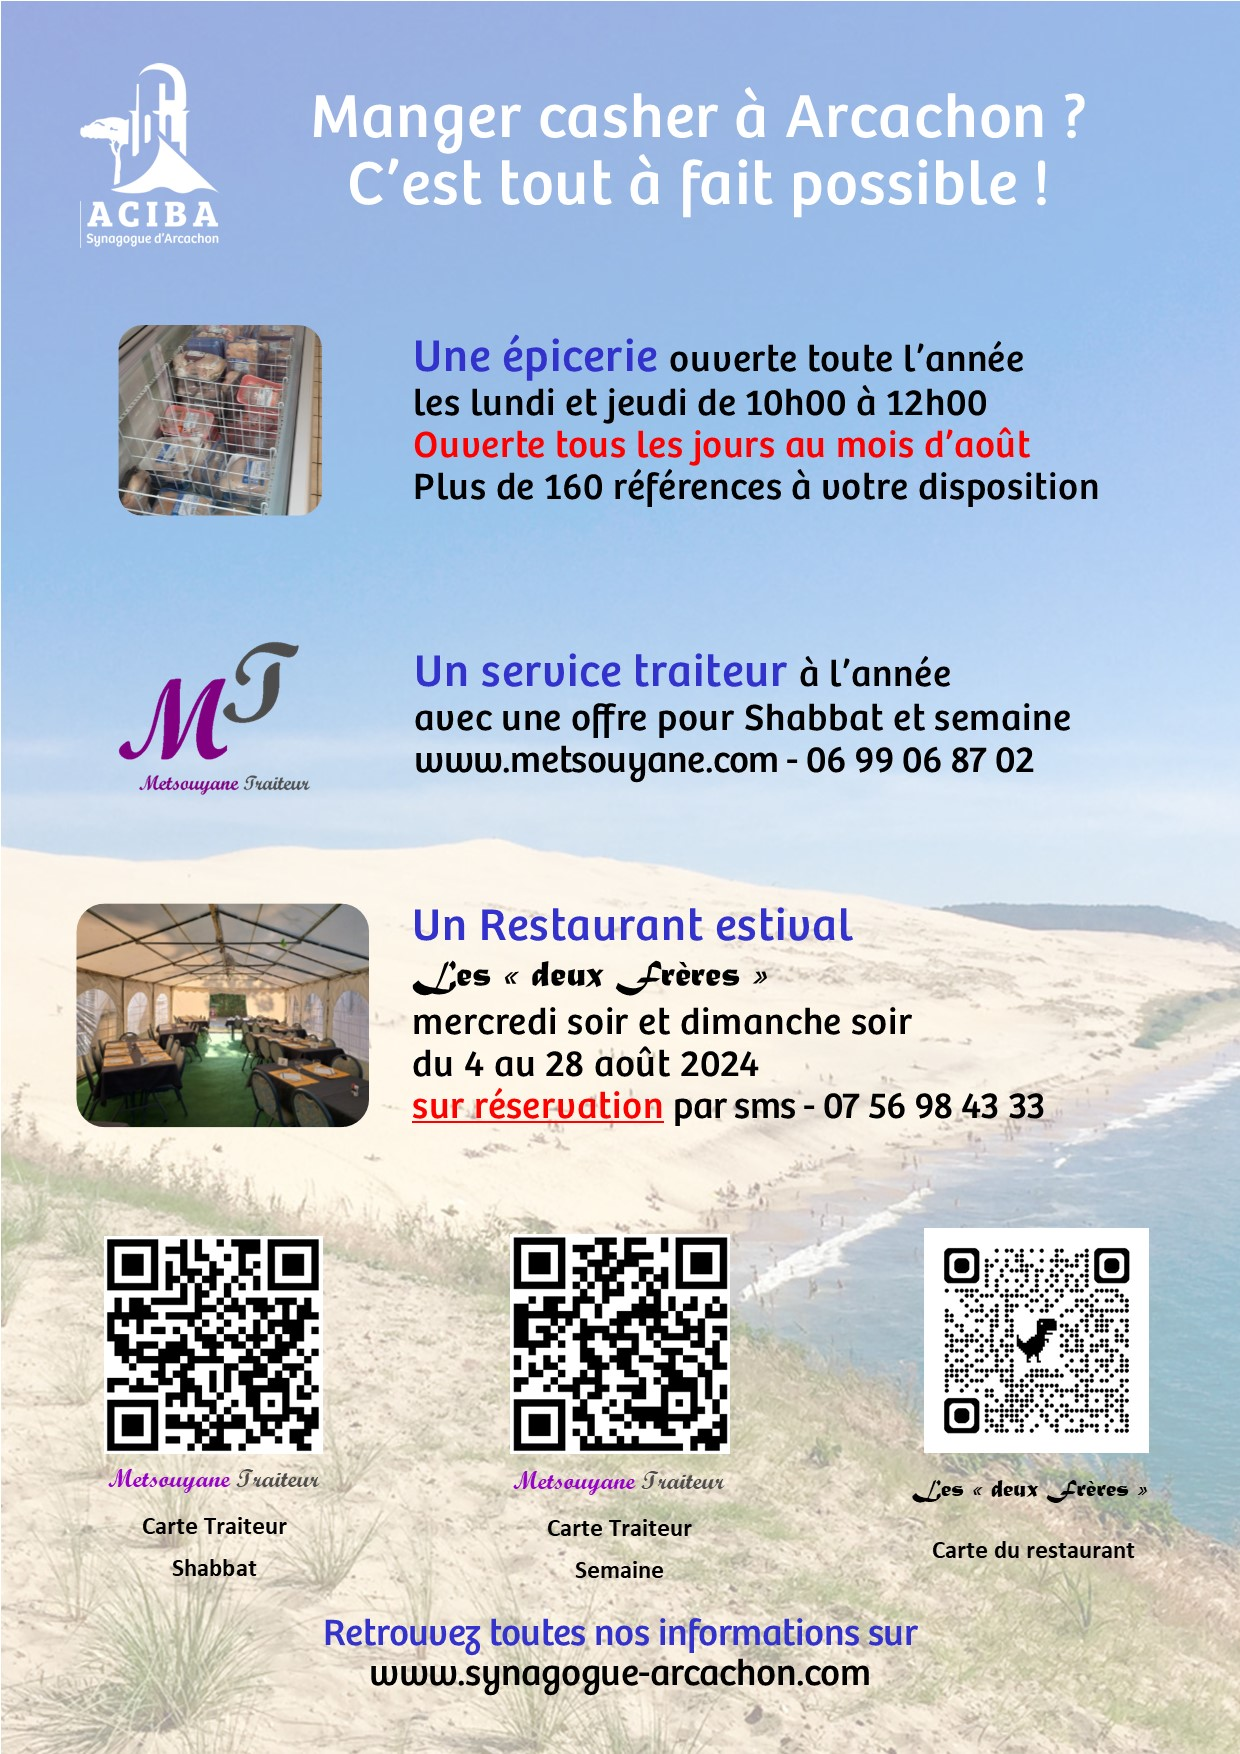 ACIBA
Synagogue d'Arcachon
Manger casher à Arcachon ?
C'est tout à fait possible !
Une épicerie ouverte toute l'année
les lundi et jeudi de 10h00 à 12h00
Ouverte tous les jours au mois d'août
Plus de 160 références à votre disposition
MT
Metsouyane Traiteur
Un service traiteur à l'année
avec une offre pour Shabbat et semaine
www.metsouyane.com - 06 99 06 87 02
Un Restaurant estival
Les « deux Frères »
mercredi soir et dimanche soir
du 4 au 28 août 2024
sur réservation par sms - 07 56 98 43 33
Metsouyane Traiteur
Carte Traiteur
Shabbat
Metsouyane Traiteur
Carte Traiteur
Semaine
Les « deux Frères »
Carte du restaurant
Retrouvez toutes nos informations sur
www.synagogue-arcachon.com